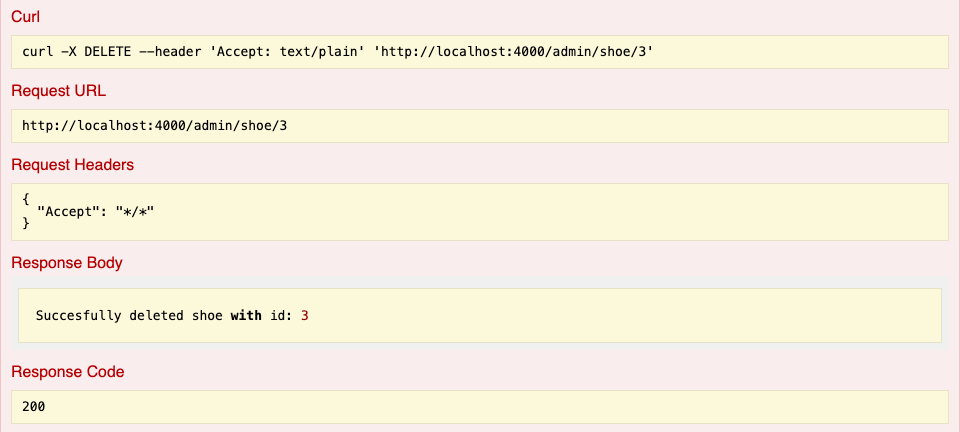 Curl
curl -X DELETE --header 'Accept: text/plain' 'http://localhost:4000/admin/shoe/3'
Request URL
http://localhost:4000/admin/shoe/3
Request Headers
{
  "Accept": "*/*"
}
Response Body
Succesfully deleted shoe with id: 3
Response Code
200